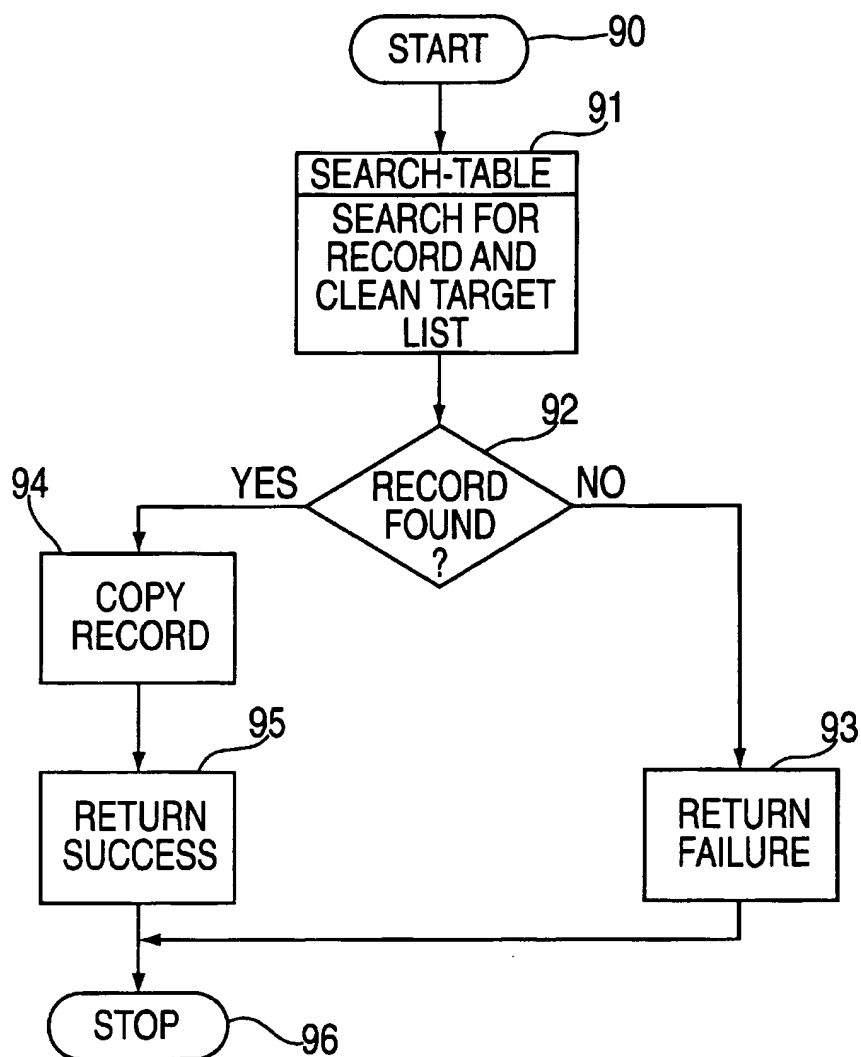 START
90
91
SEARCH-TABLE
SEARCH FOR
RECORD AND
CLEAN TARGET
LIST
92
YES
RECORD
FOUND
?
NO
94
COPY
RECORD
95
RETURN
SUCCESS
93
RETURN
FAILURE
STOP
96